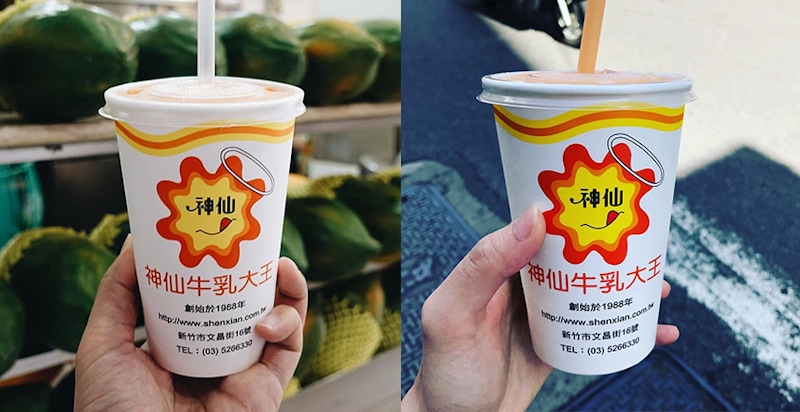 神仙
神仙牛乳大王
創始於1988年
http://www.shenxian.com.tw
新竹市文昌街16號
TEL：(03) 5266330
神仙
神仙牛乳大王
創始於1988年
http://www.shenxian.com.tw
新竹市文昌街16號
TEL：(03) 5266330